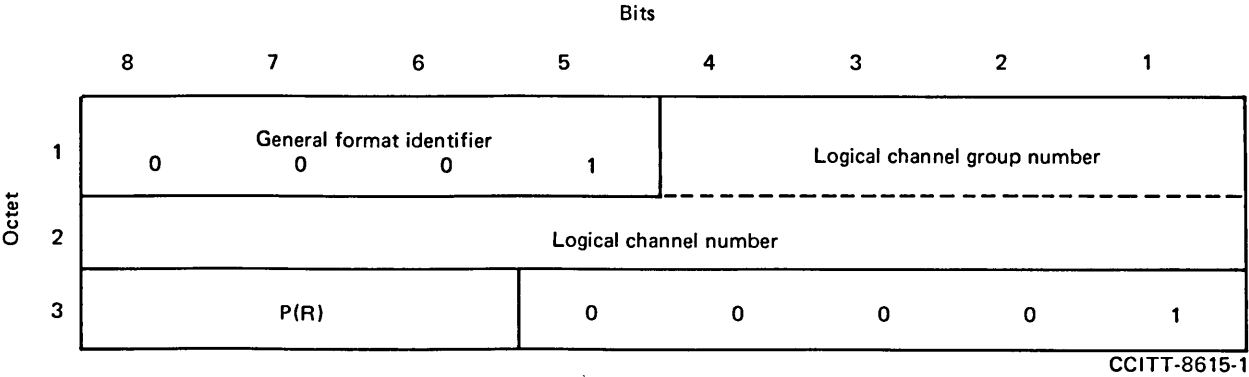 Bits
8 7 6 5 4 3 2 1
Octet
1
General format identifier
0 0 0 1
Logical channel group number
2
Logical channel number
3
P(R)
0 0 0 0 1
CCITT-8615-1